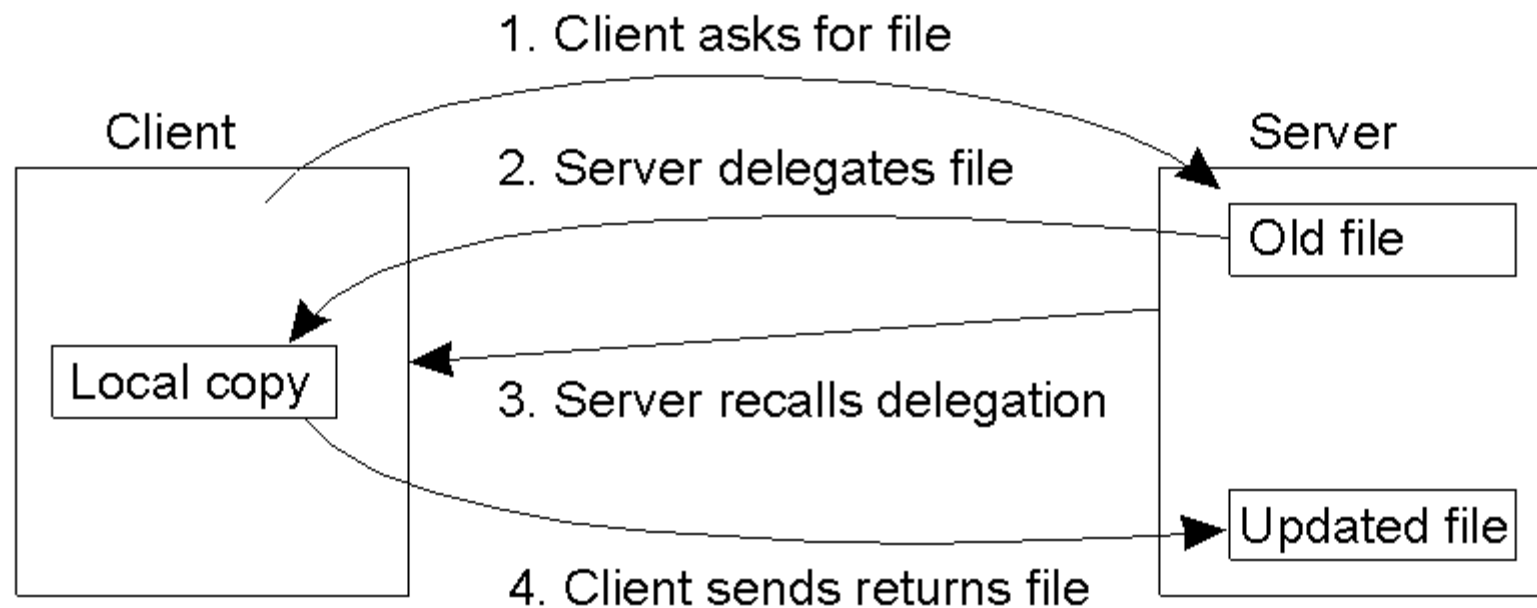 1. Client asks for file
Client
Server
2. Server delegates file
Old file
Local copy
3. Server recalls delegation
Updated file
4. Client sends returns file